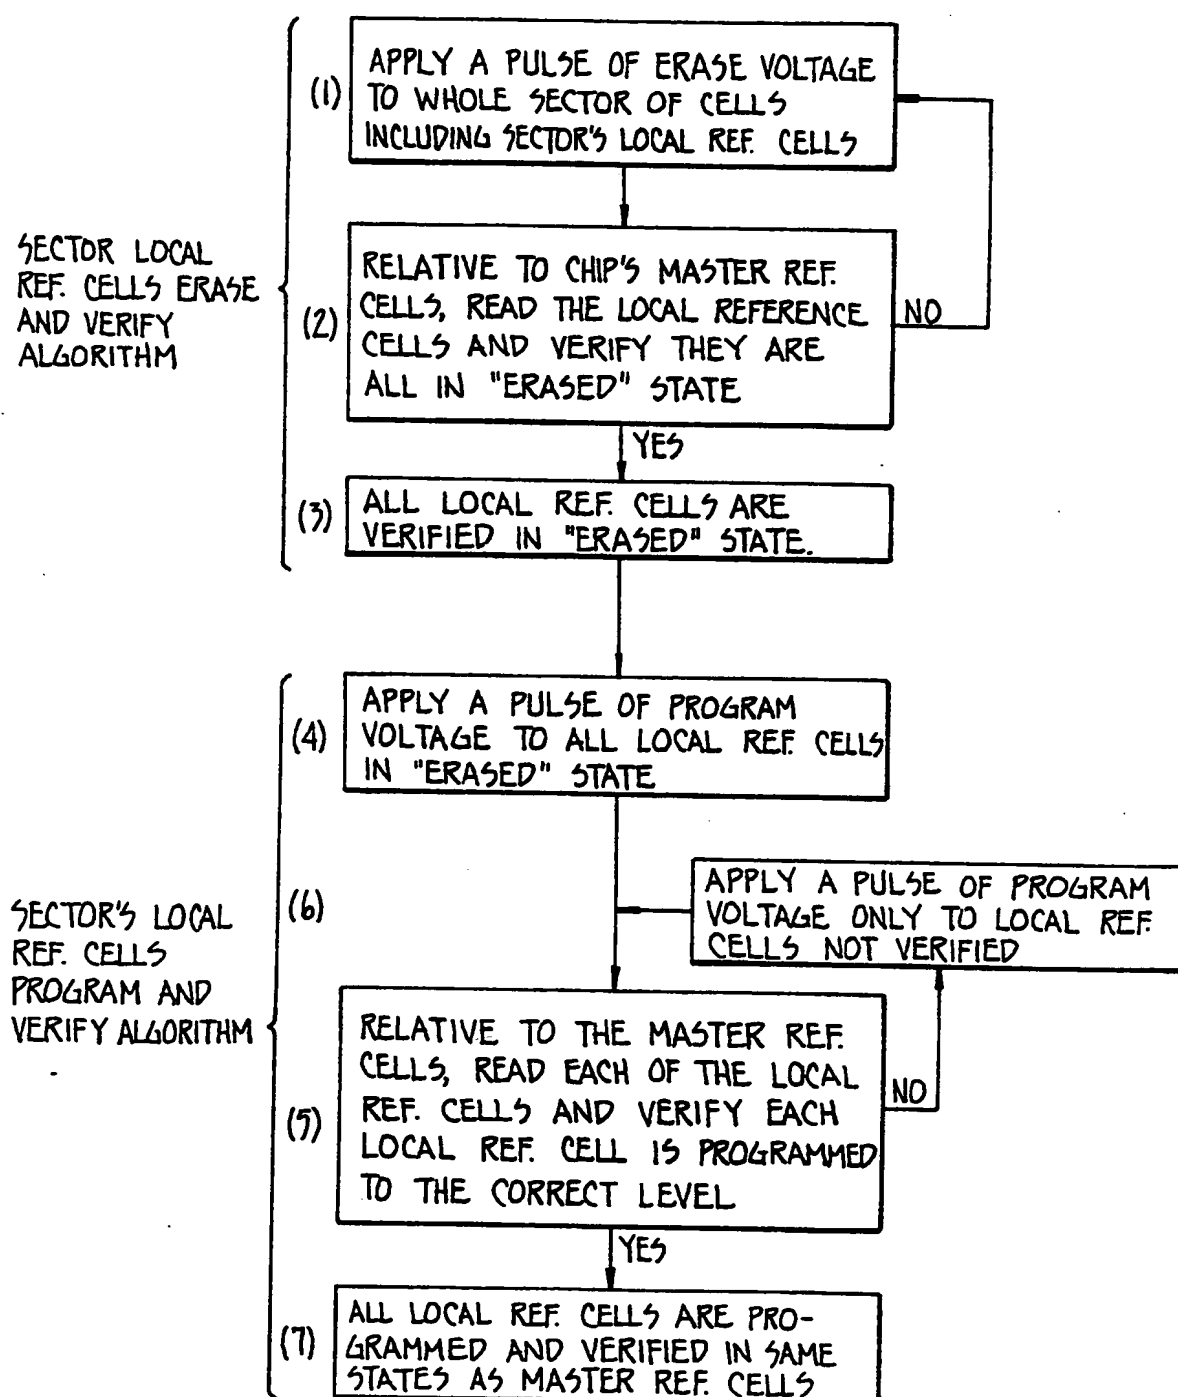 (1)
APPLY A PULSE OF ERASE VOLTAGE
TO WHOLE SECTOR OF CELLS
INCLUDING SECTOR'S LOCAL REF. CELLS
SECTOR LOCAL
REF. CELLS ERASE
AND VERIFY
ALGORITHM
(2)
RELATIVE TO CHIP'S MASTER REF.
CELLS, READ THE LOCAL REFERENCE
CELLS AND VERIFY THEY ARE
ALL IN "ERASED" STATE
NO
YES
(3)
ALL LOCAL REF. CELLS ARE
VERIFIED IN "ERASED" STATE.
(4)
APPLY A PULSE OF PROGRAM
VOLTAGE TO ALL LOCAL REF. CELLS
IN "ERASED" STATE
(6)
APPLY A PULSE OF PROGRAM
VOLTAGE ONLY TO LOCAL REF.
CELLS NOT VERIFIED
SECTOR'S LOCAL
REF. CELLS
PROGRAM AND
VERIFY ALGORITHM
(5)
RELATIVE TO THE MASTER REF.
CELLS, READ EACH OF THE LOCAL
REF. CELLS AND VERIFY EACH
LOCAL REF. CELL IS PROGRAMMED
TO THE CORRECT LEVEL
NO
YES
(7)
ALL LOCAL REF. CELLS ARE PRO-
GRAMMED AND VERIFIED IN SAME
STATES AS MASTER REF. CELLS